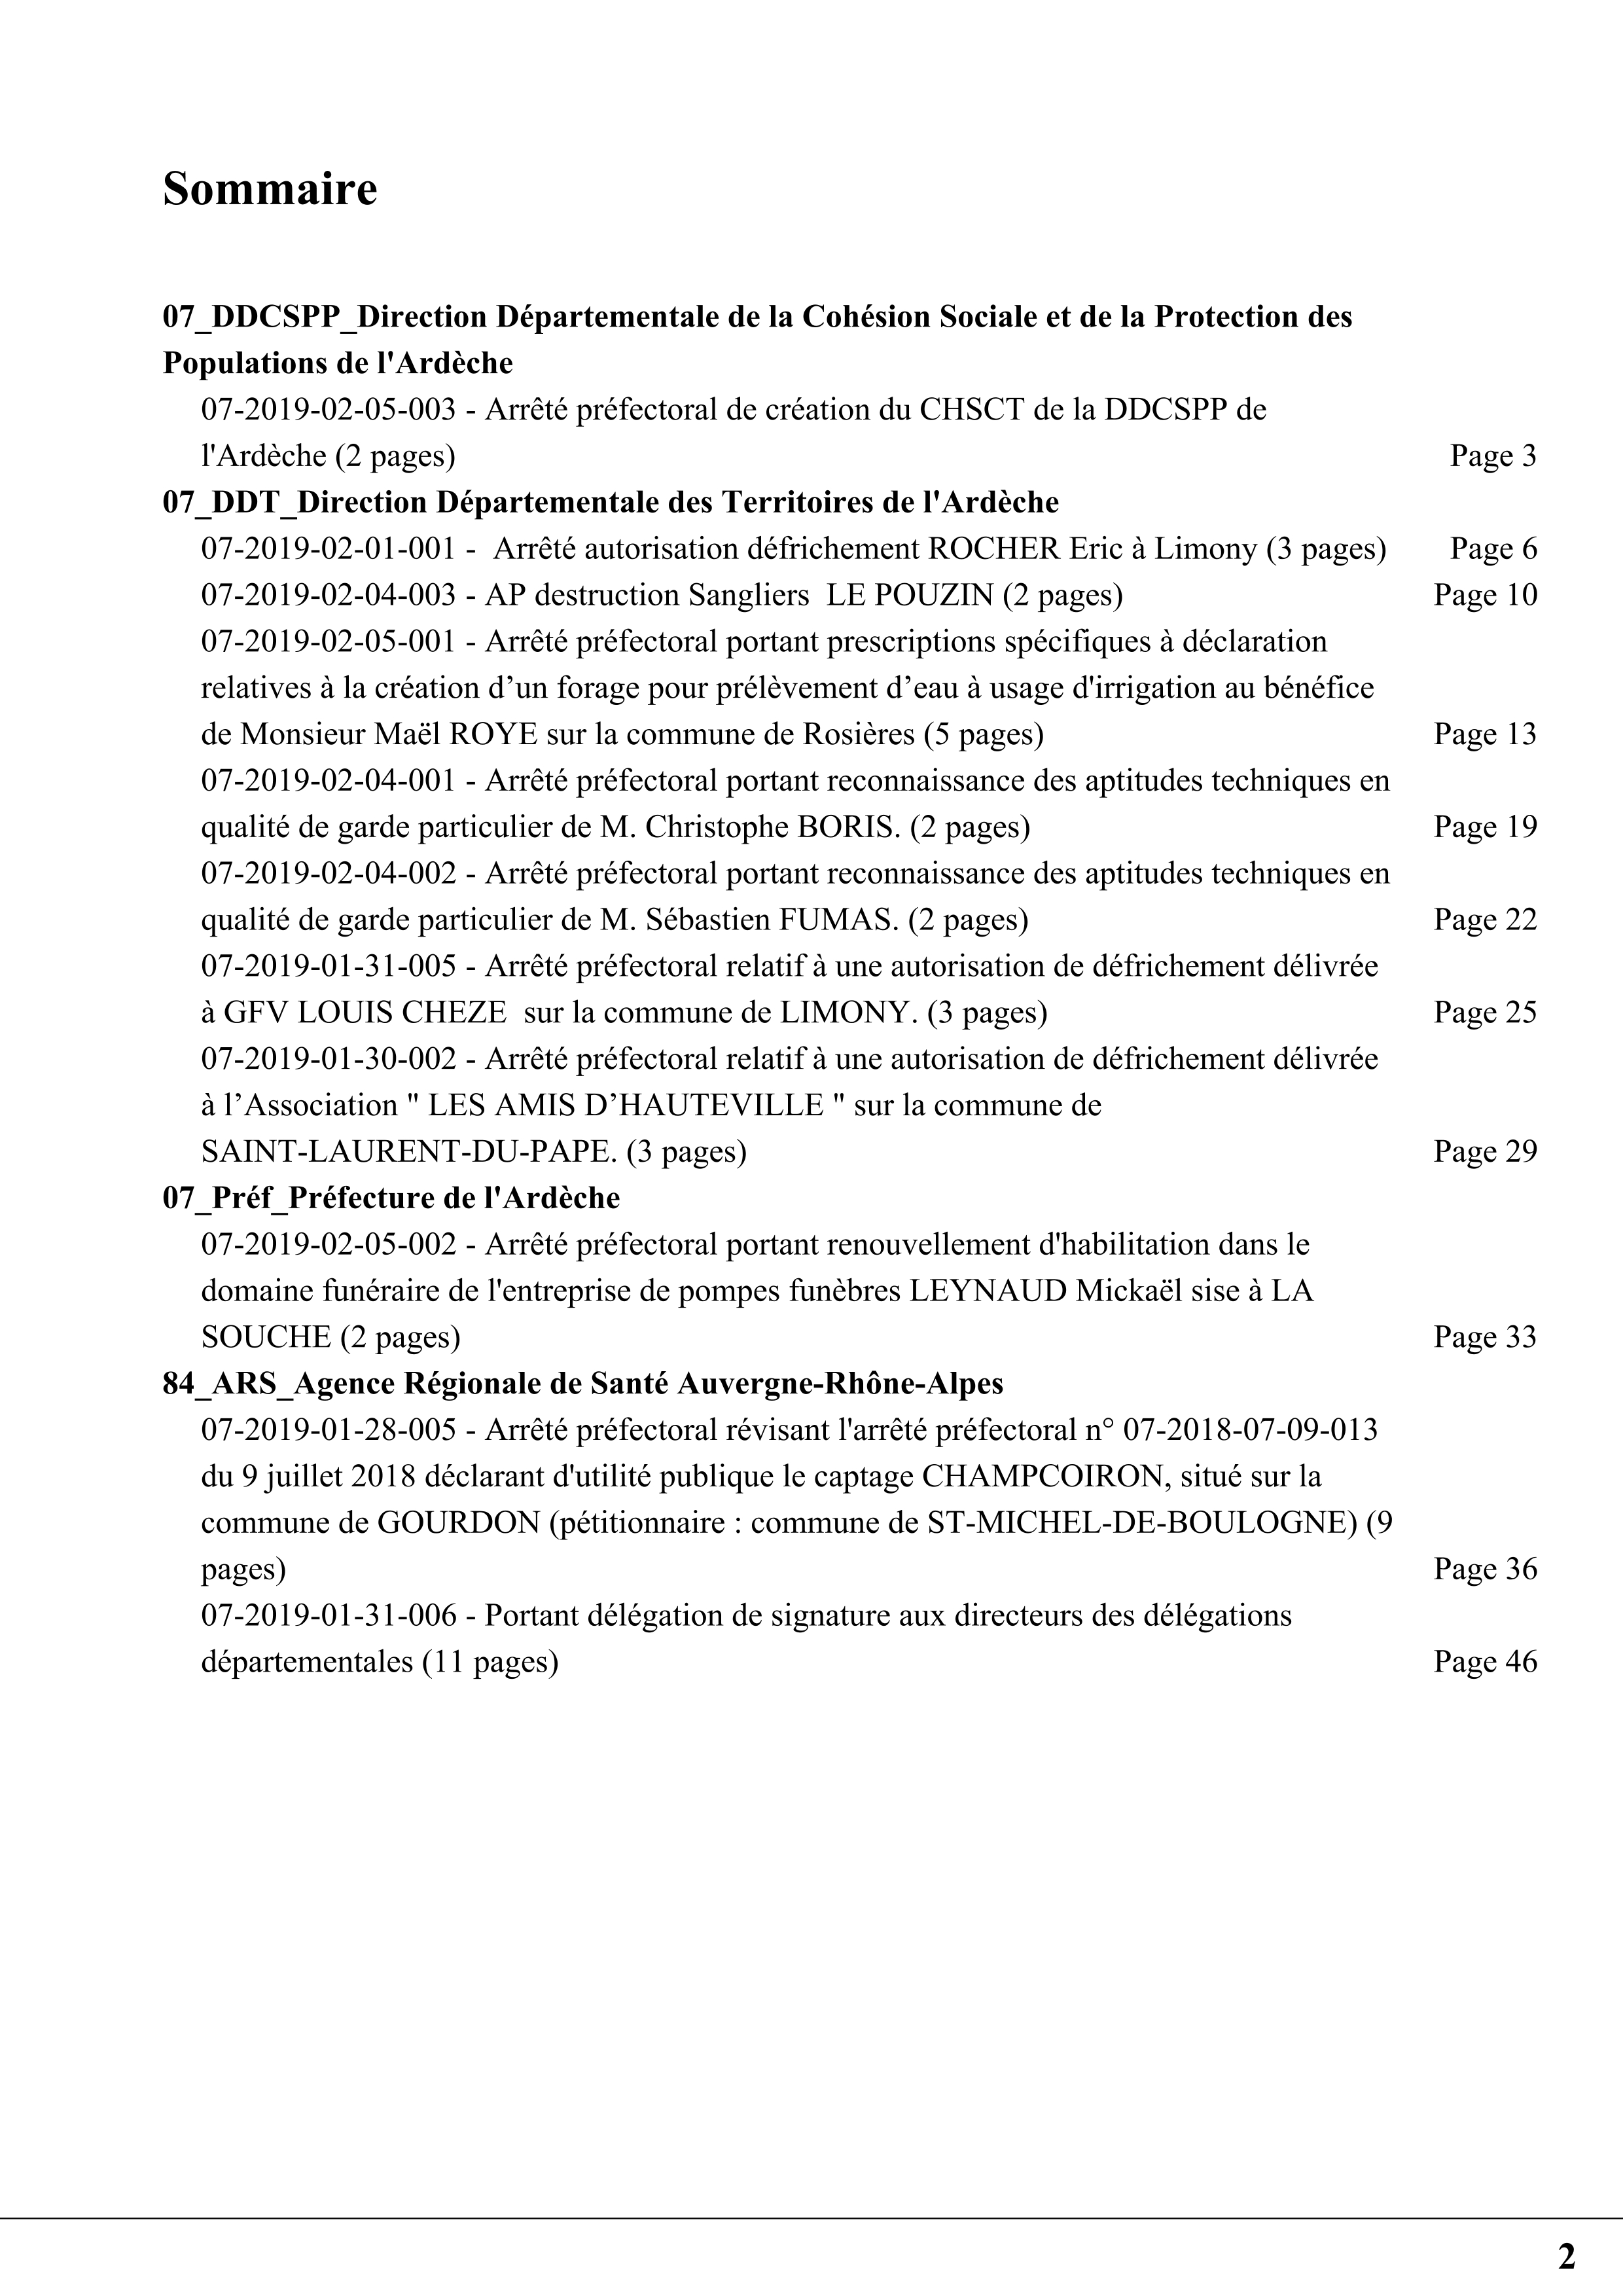 Sommaire
07_DDCSPP_Direction Départementale de la Cohésion Sociale et de la Protection des
Populations de l'Ardèche
07-2019-02-05-003 - Arrêté préfectoral de création du CHSCT de la DDCSPP de
l'Ardèche (2 pages) Page 3
07_DDT_Direction Départementale des Territoires de l'Ardèche
07-2019-02-01-001 -  Arrêté autorisation défrichement ROCHER Eric à Limony (3 pages) Page 6
07-2019-02-04-003 - AP destruction Sangliers  LE POUZIN (2 pages) Page 10
07-2019-02-05-001 - Arrêté préfectoral portant prescriptions spécifiques à déclaration
relatives à la création d’un forage pour prélèvement d’eau à usage d'irrigation au bénéfice
de Monsieur Maël ROYE sur la commune de Rosières (5 pages) Page 13
07-2019-02-04-001 - Arrêté préfectoral portant reconnaissance des aptitudes techniques en
qualité de garde particulier de M. Christophe BORIS. (2 pages) Page 19
07-2019-02-04-002 - Arrêté préfectoral portant reconnaissance des aptitudes techniques en
qualité de garde particulier de M. Sébastien FUMAS. (2 pages) Page 22
07-2019-01-31-005 - Arrêté préfectoral relatif à une autorisation de défrichement délivrée
à GFV LOUIS CHEZE  sur la commune de LIMONY. (3 pages) Page 25
07-2019-01-30-002 - Arrêté préfectoral relatif à une autorisation de défrichement délivrée
à l’Association " LES AMIS D’HAUTEVILLE " sur la commune de
SAINT-LAURENT-DU-PAPE. (3 pages) Page 29
07_Préf_Préfecture de l'Ardèche
07-2019-02-05-002 - Arrêté préfectoral portant renouvellement d'habilitation dans le
domaine funéraire de l'entreprise de pompes funèbres LEYNAUD Mickaël sise à LA
SOUCHE (2 pages) Page 33
84_ARS_Agence Régionale de Santé Auvergne-Rhône-Alpes
07-2019-01-28-005 - Arrêté préfectoral révisant l'arrêté préfectoral n° 07-2018-07-09-013
du 9 juillet 2018 déclarant d'utilité publique le captage CHAMPCOIRON, situé sur la
commune de GOURDON (pétitionnaire : commune de ST-MICHEL-DE-BOULOGNE) (9
pages) Page 36
07-2019-01-31-006 - Portant délégation de signature aux directeurs des délégations
départementales (11 pages) Page 46
2